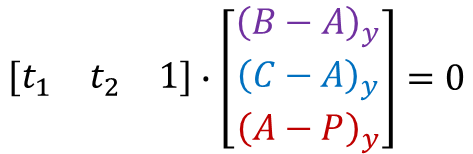 [t₁ t₂ 1] · [(B − A)ᵧ
(C − A)ᵧ
(A − P)ᵧ] = 0